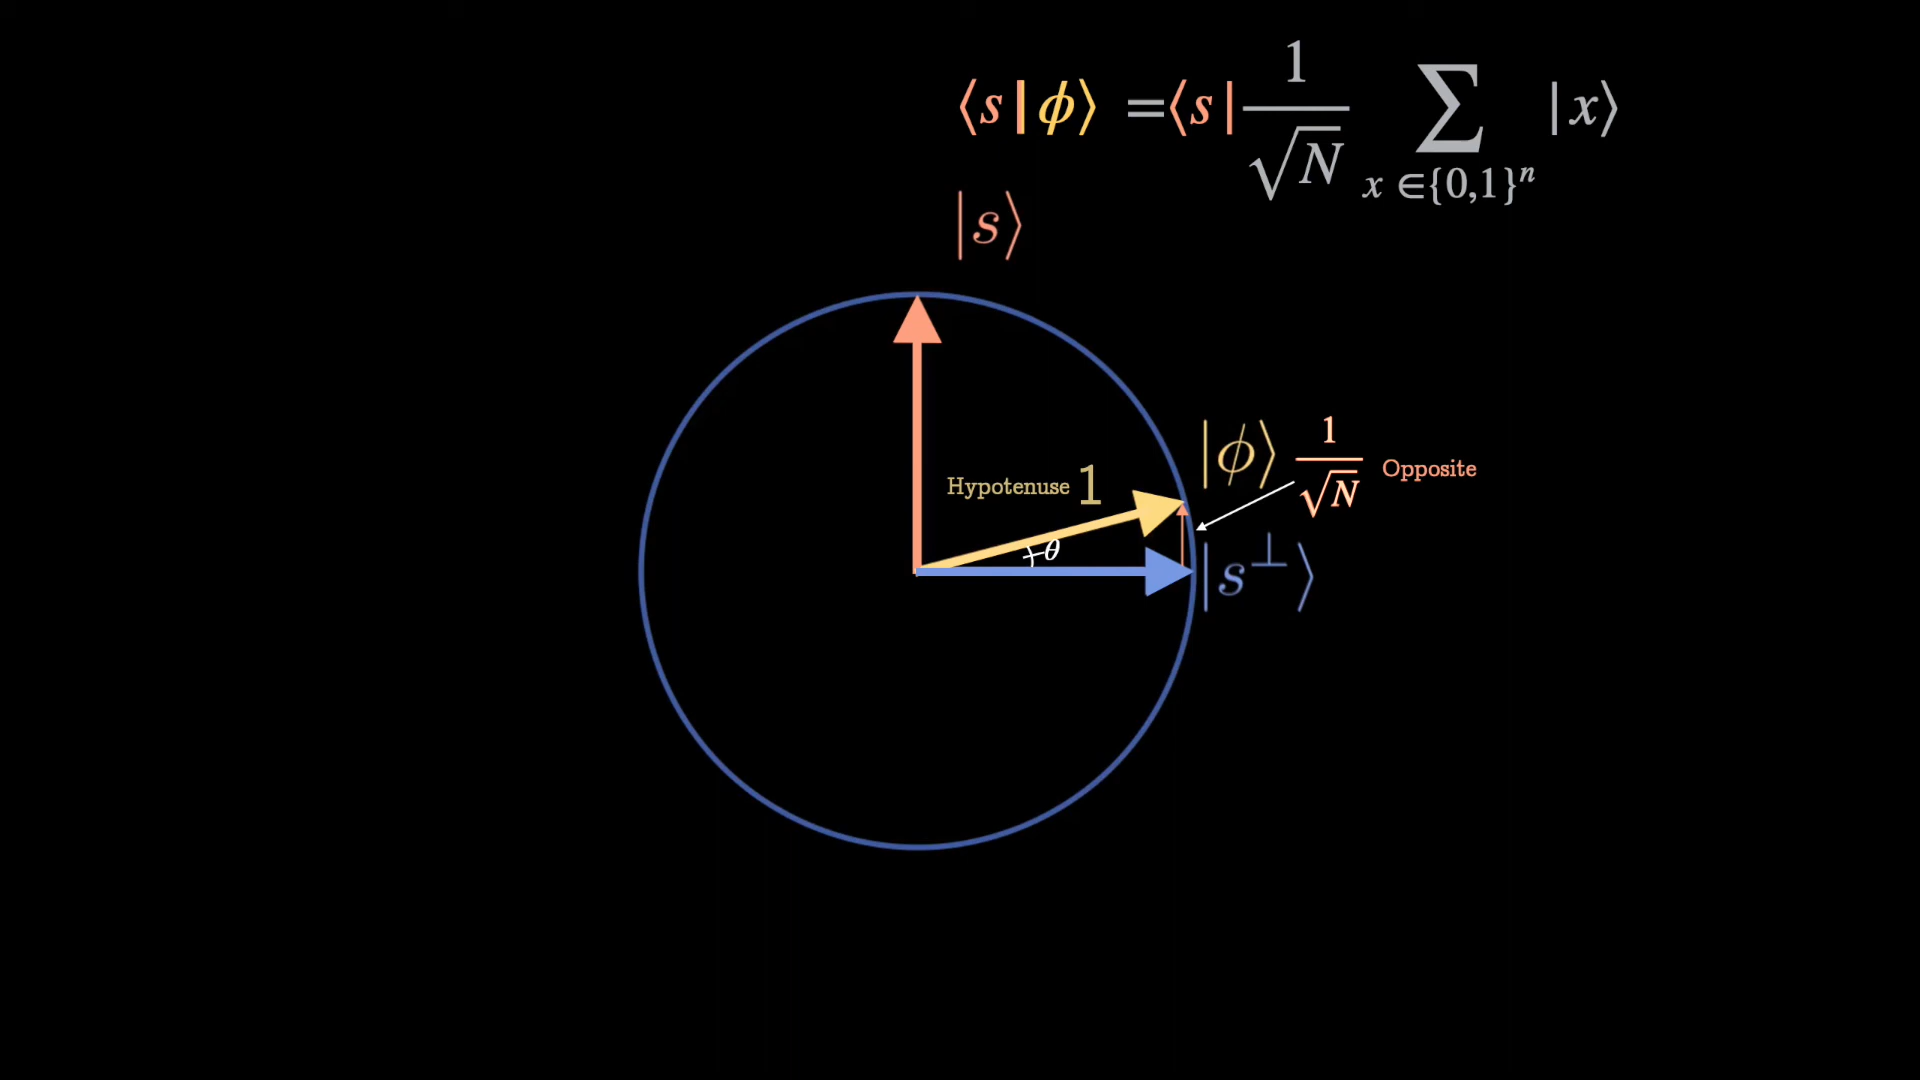 ⟨s|ϕ⟩ =⟨s| 1/√N ∑ x ∈{0,1}ⁿ |x⟩
|s⟩
|ϕ⟩ 1/√N Opposite
Hypotenuse 1
θ
|s⊥⟩